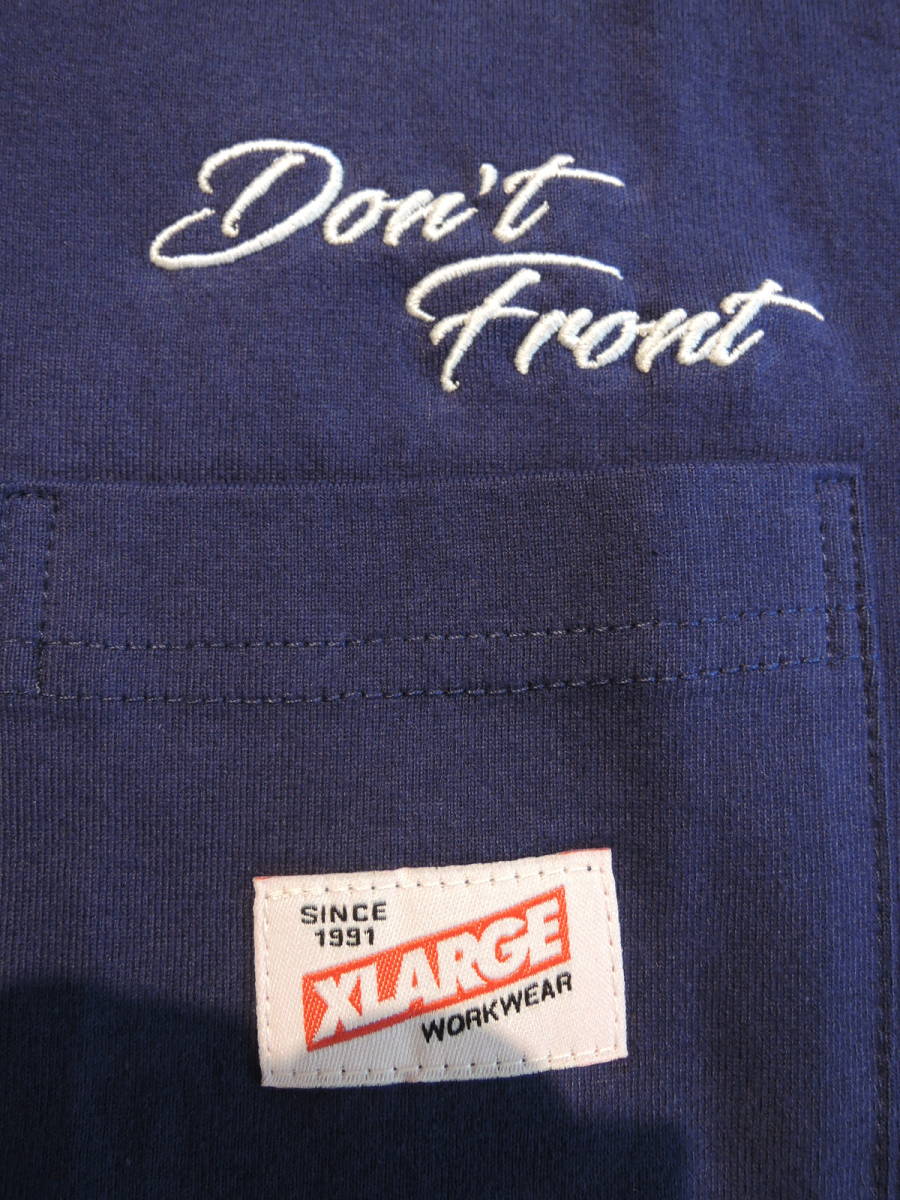 Don't
Front
SINCE
1991
XLARGE
WORKWEAR